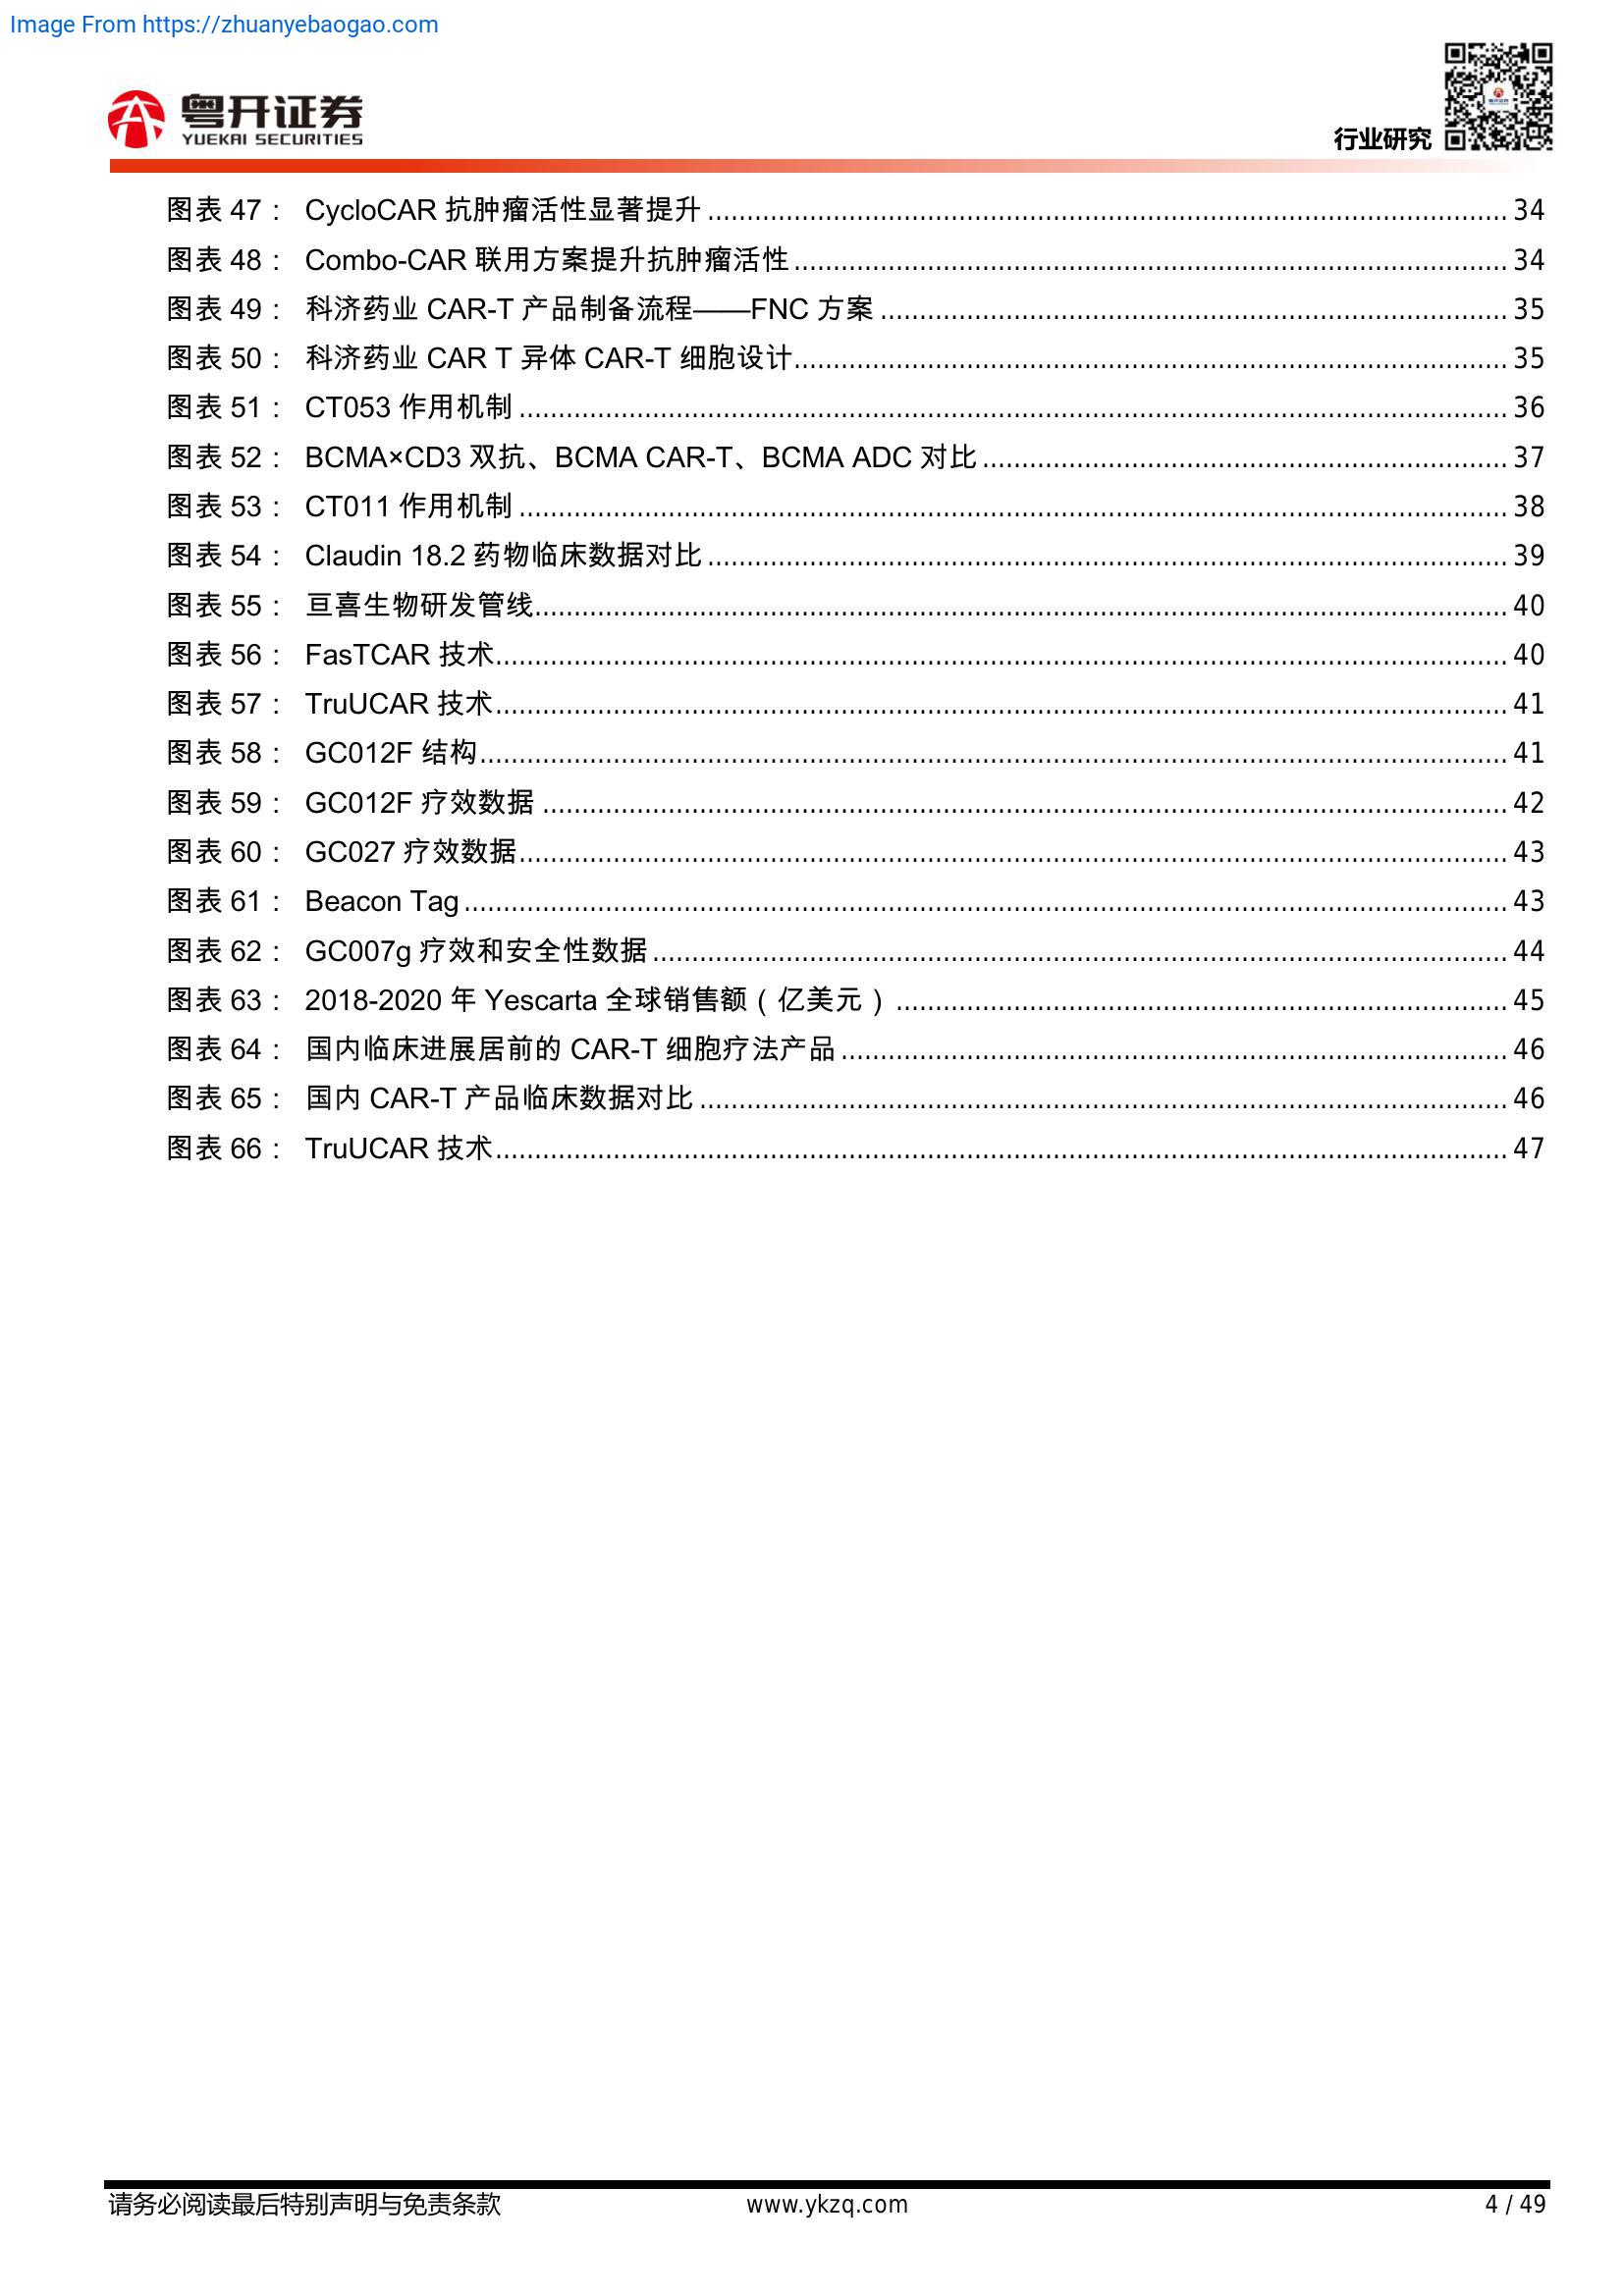 Image From https://zhuanyebaogao.com
粤开证券
YUEKAI SECURITIES
行业研究
图表 47： CycloCAR 抗肿瘤活性显著提升 34
图表 48： Combo-CAR 联用方案提升抗肿瘤活性 34
图表 49： 科济药业 CAR-T 产品制备流程——FNC 方案 35
图表 50： 科济药业 CAR T 异体 CAR-T 细胞设计 35
图表 51： CT053 作用机制 36
图表 52： BCMA×CD3 双抗、BCMA CAR-T、BCMA ADC 对比 37
图表 53： CT011 作用机制 38
图表 54： Claudin 18.2 药物临床数据对比 39
图表 55： 亘喜生物研发管线 40
图表 56： FasTCAR 技术 40
图表 57： TruUCAR 技术 41
图表 58： GC012F 结构 41
图表 59： GC012F 疗效数据 42
图表 60： GC027 疗效数据 43
图表 61： Beacon Tag 43
图表 62： GC007g 疗效和安全性数据 44
图表 63： 2018-2020 年 Yescarta 全球销售额（亿美元） 45
图表 64： 国内临床进展居前的 CAR-T 细胞疗法产品 46
图表 65： 国内 CAR-T 产品临床数据对比 46
图表 66： TruUCAR 技术 47
请务必阅读最后特别声明与免责条款 www.ykzq.com 4 / 49